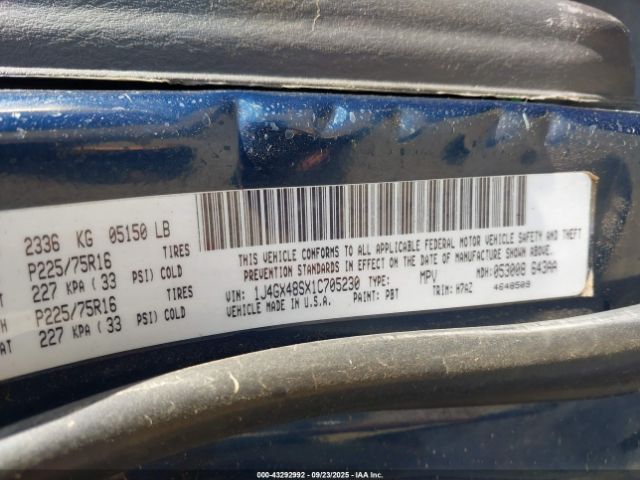 2336 KG 05150 LB
P225/75R16 TIRES
227 KPA ( 33 PSI) COLD
P225/75R16 TIRES
227 KPA ( 33 PSI) COLD
THIS VEHICLE CONFORMS TO ALL APPLICABLE FEDERAL MOTOR VEHICLE SAFETY AND THEFT
PREVENTION STANDARDS IN EFFECT ON THE DATE OF MANUFACTURE SHOWN ABOVE.
VIN: 1J4GX48SX1C705230 TYPE: MPV MDH: 053008 643AA
VEHICLE MADE IN U.S.A. PAINT: PBT TRIM: H7AZ 4648509
000-43292992 - 09/23/2025 - IAA Inc.